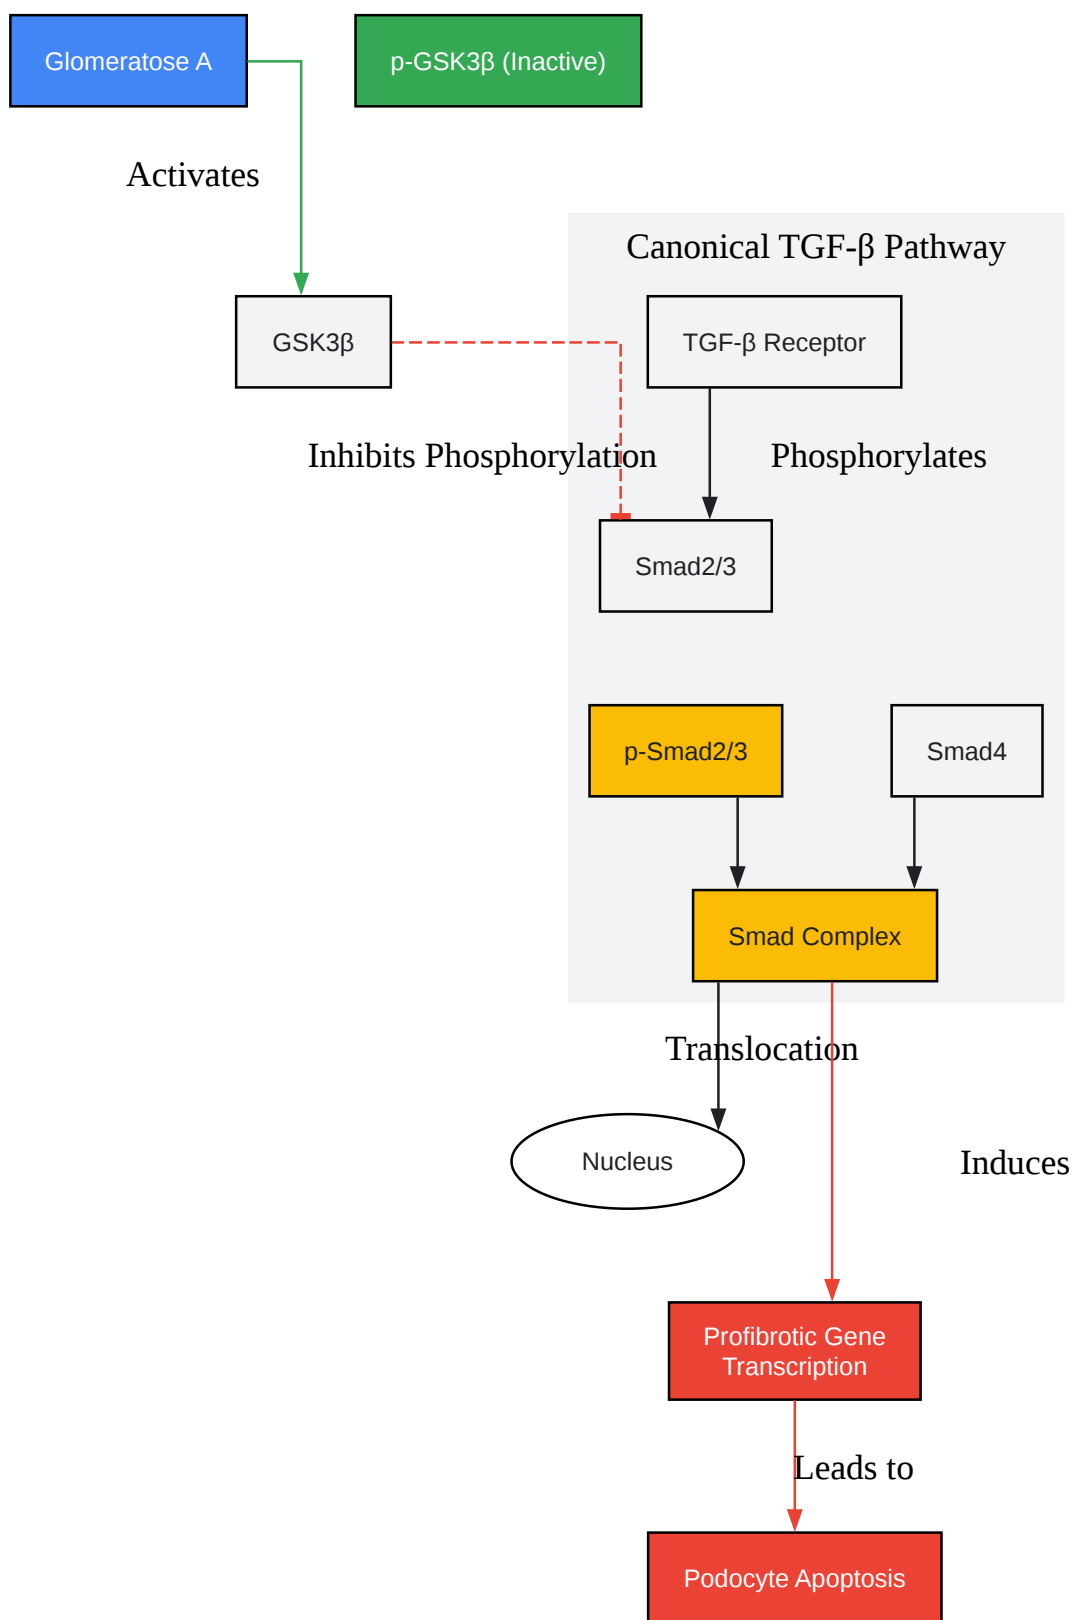 Glomeratose A
p-GSK3β (Inactive)
Activates
Canonical TGF-β Pathway
GSK3β
TGF-β Receptor
Inhibits Phosphorylation
Phosphorylates
Smad2/3
p-Smad2/3
Smad4
Smad Complex
Translocation
Nucleus
Induces
Profibrotic Gene
Transcription
Leads to
Podocyte Apoptosis